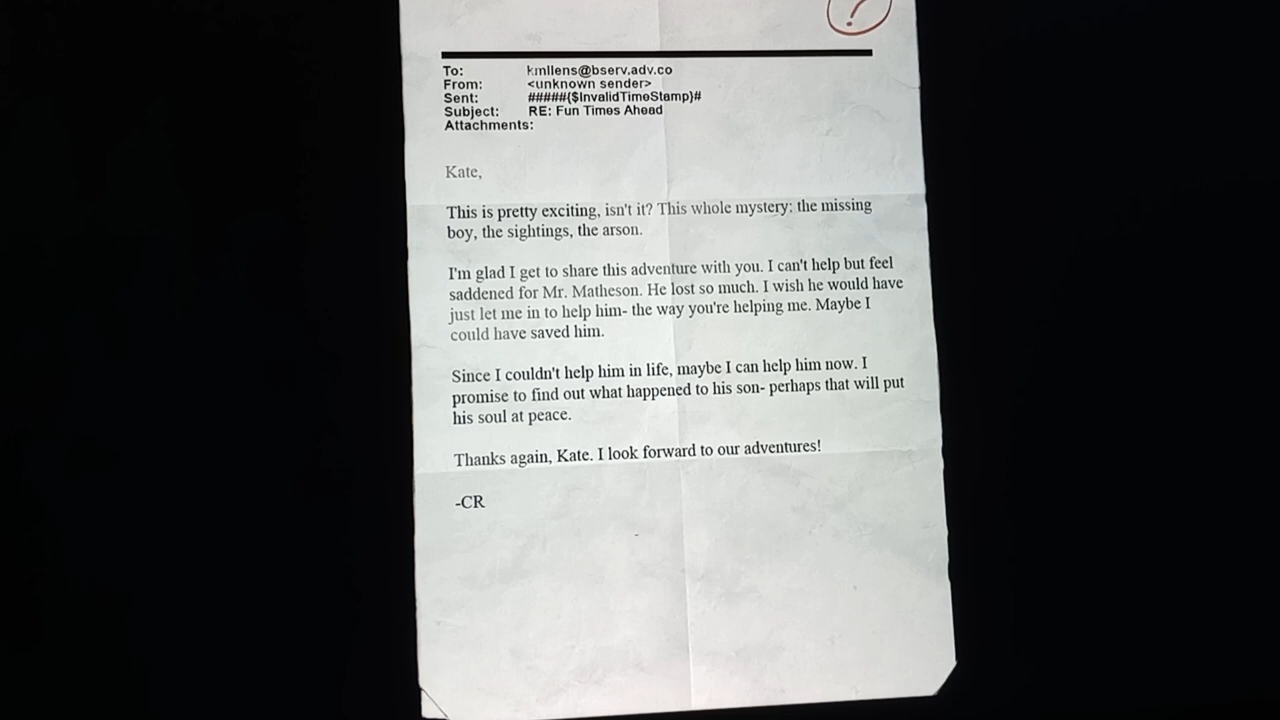 ?
To: kmllens@bserv.adv.co
From: <unknown sender>
Sent: #####{$InvalidTimeStamp}#
Subject: RE: Fun Times Ahead
Attachments:
Kate,
This is pretty exciting, isn't it? This whole mystery: the missing
boy, the sightings, the arson.
I'm glad I get to share this adventure with you. I can't help but feel
saddened for Mr. Matheson. He lost so much. I wish he would have
just let me in to help him- the way you're helping me. Maybe I
could have saved him.
Since I couldn't help him in life, maybe I can help him now. I
promise to find out what happened to his son- perhaps that will put
his soul at peace.
Thanks again, Kate. I look forward to our adventures!
-CR